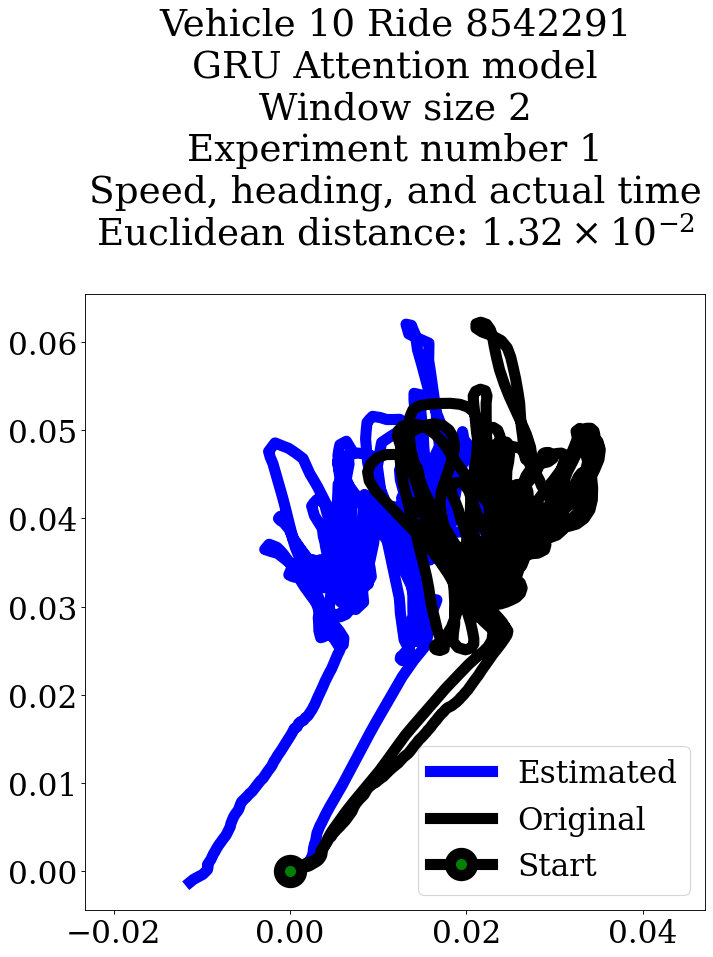 Vehicle 10 Ride 8542291
GRU Attention model
Window size 2
Experiment number 1
Speed, heading, and actual time
Euclidean distance: 1.32 × 10⁻²
0.06
0.05
0.04
0.03
0.02
0.01
0.00
Estimated
Original
Start
−0.02 0.00 0.02 0.04